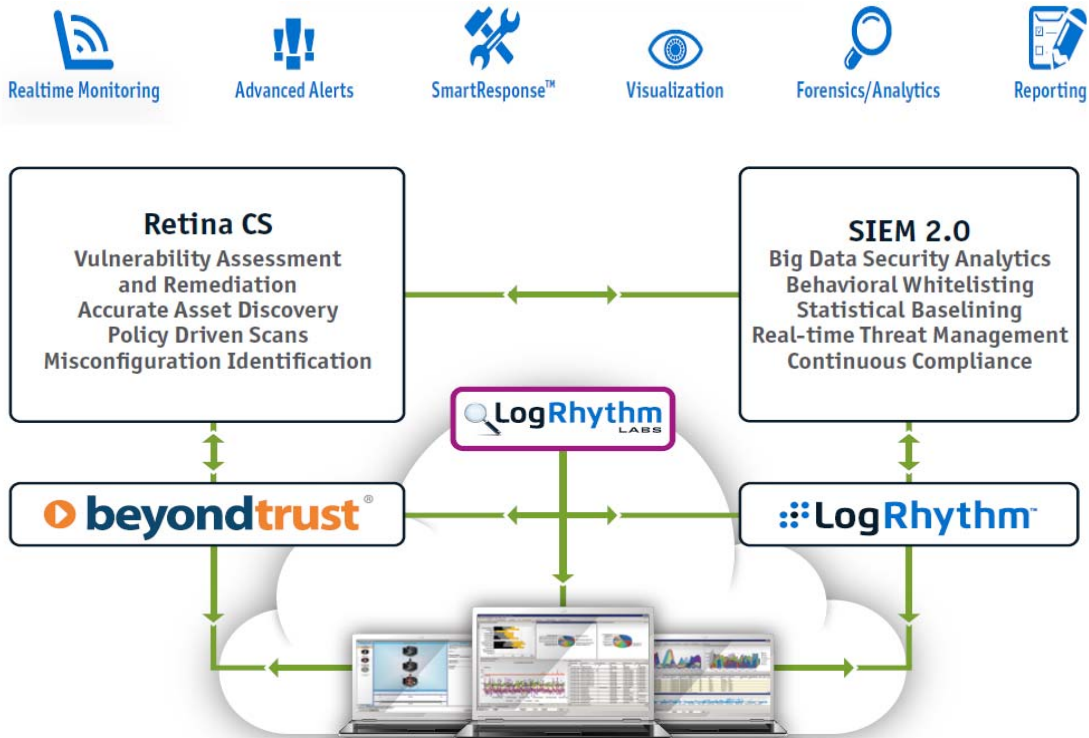 Realtime Monitoring
Advanced Alerts
SmartResponse™
Visualization
Forensics/Analytics
Reporting
Retina CS
Vulnerability Assessment
and Remediation
Accurate Asset Discovery
Policy Driven Scans
Misconfiguration Identification
SIEM 2.0
Big Data Security Analytics
Behavioral Whitelisting
Statistical Baselining
Real-time Threat Management
Continuous Compliance
LogRhythm
LABS
beyondtrust®
LogRhythm™